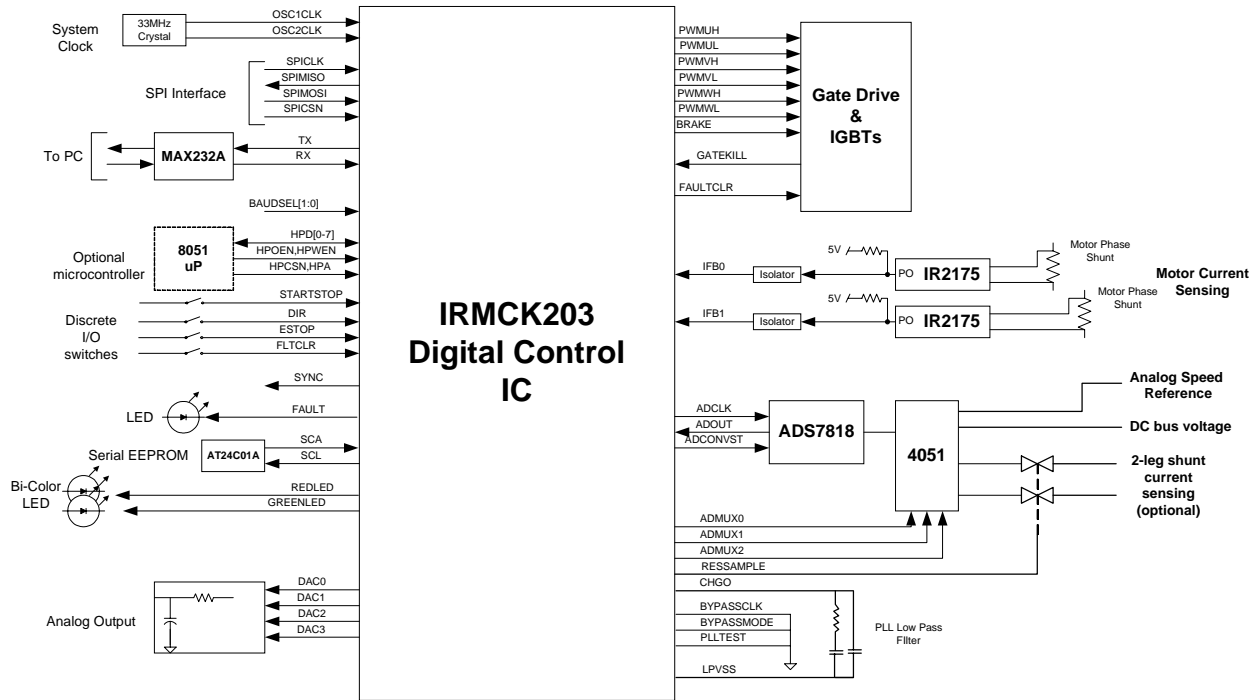 System
Clock
33MHz
Crystal
OSC1CLK
OSC2CLK
SPI Interface
SPICLK
SPIMISO
SPIMOSI
SPICSN
To PC
MAX232A
TX
RX
BAUDSEL[1:0]
Optional
microcontroller
8051
uP
HPD[0-7]
HPOEN,HPWEN
HPCSN,HPA
Discrete
I/O
switches
STARTSTOP
DIR
ESTOP
FLTCLR
SYNC
LED
FAULT
Serial EEPROM
AT24C01A
SCA
SCL
Bi-Color
LED
REDLED
GREENLED
Analog Output
DAC0
DAC1
DAC2
DAC3
IRMCK203
Digital Control
IC
PWMUH
PWMUL
PWMVH
PWMVL
PWMWH
PWMWL
BRAKE
GATEKILL
FAULTCLR
Gate Drive
&
IGBTs
IFB0
Isolator
5V
PO
IR2175
Motor Phase
Shunt
IFB1
Isolator
5V
PO
IR2175
Motor Phase
Shunt
Motor Current
Sensing
ADCLK
ADOUT
ADCONVST
ADS7818
4051
Analog Speed
Reference
DC bus voltage
2-leg shunt
current
sensing
(optional)
ADMUX0
ADMUX1
ADMUX2
RESSAMPLE
CHGO
BYPASSCLK
BYPASSMODE
PLLTEST
LPVSS
PLL Low Pass
FIlter